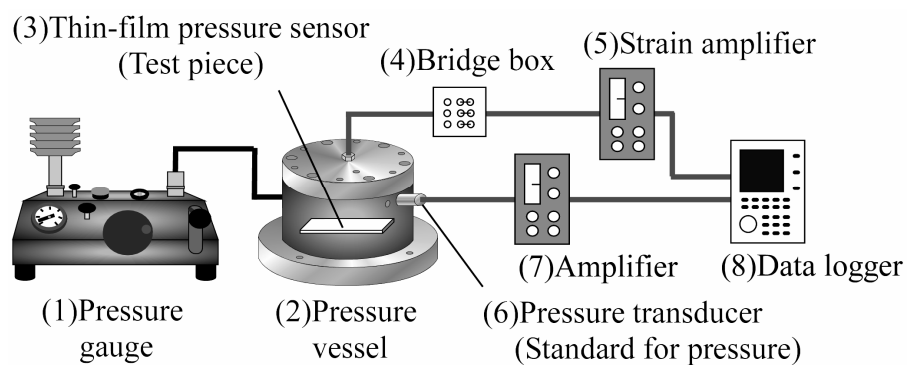 (3)Thin-film pressure sensor
(Test piece)
(4)Bridge box
(5)Strain amplifier
(1)Pressure
gauge
(2)Pressure
vessel
(7)Amplifier
(8)Data logger
(6)Pressure transducer
(Standard for pressure)